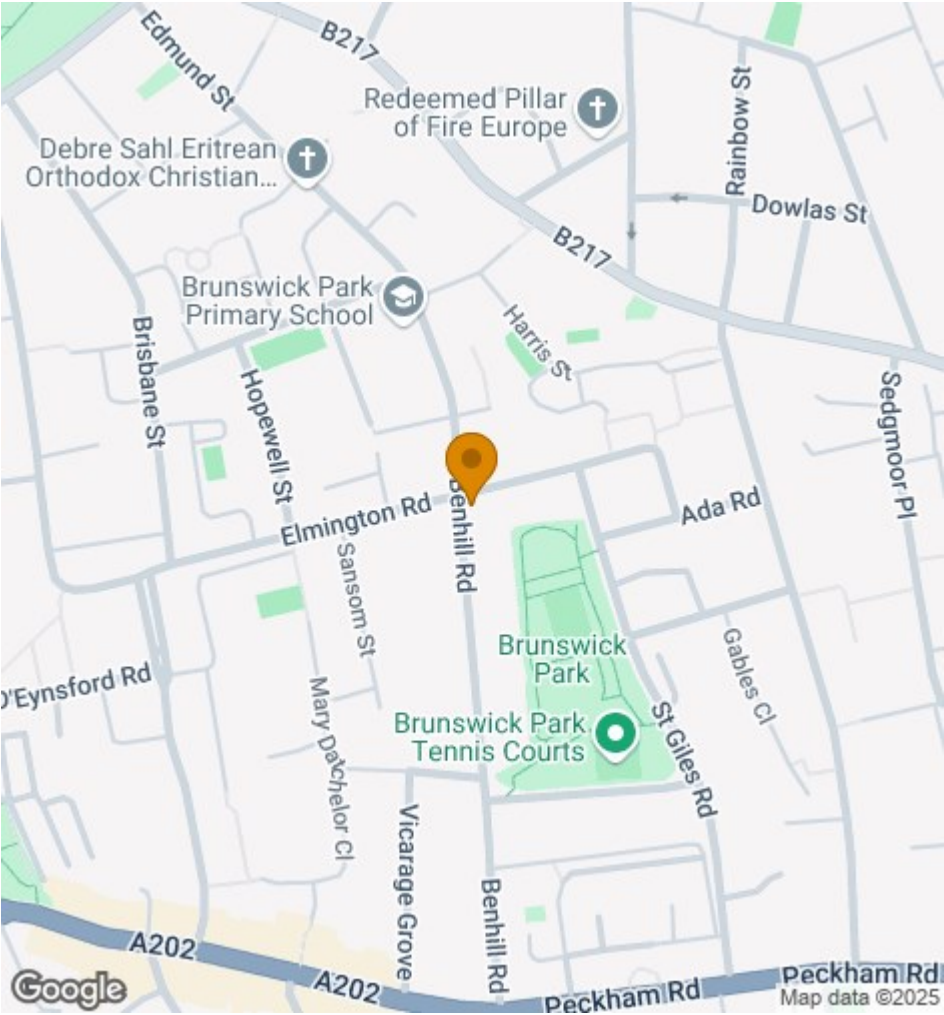 Edmund St
B217
Redeemed Pillar
of Fire Europe
Rainbow St
Debre Sahl Eritrean
Orthodox Christian...
Dowlas St
B217
Brunswick Park
Primary School
Harris St
Brisbane St
Hopewell St
Sedgmoor Pl
Elmington Rd
Benhill Rd
Ada Rd
Sansom St
Brunswick
Park
Gables Cl
D'Eynsford Rd
Mary Datchelor Cl
Brunswick Park
Tennis Courts
St Giles Rd
Vicarage Grove
Benhill Rd
A202
A202
Peckham Rd
Peckham Rd
Google
Map data ©2025